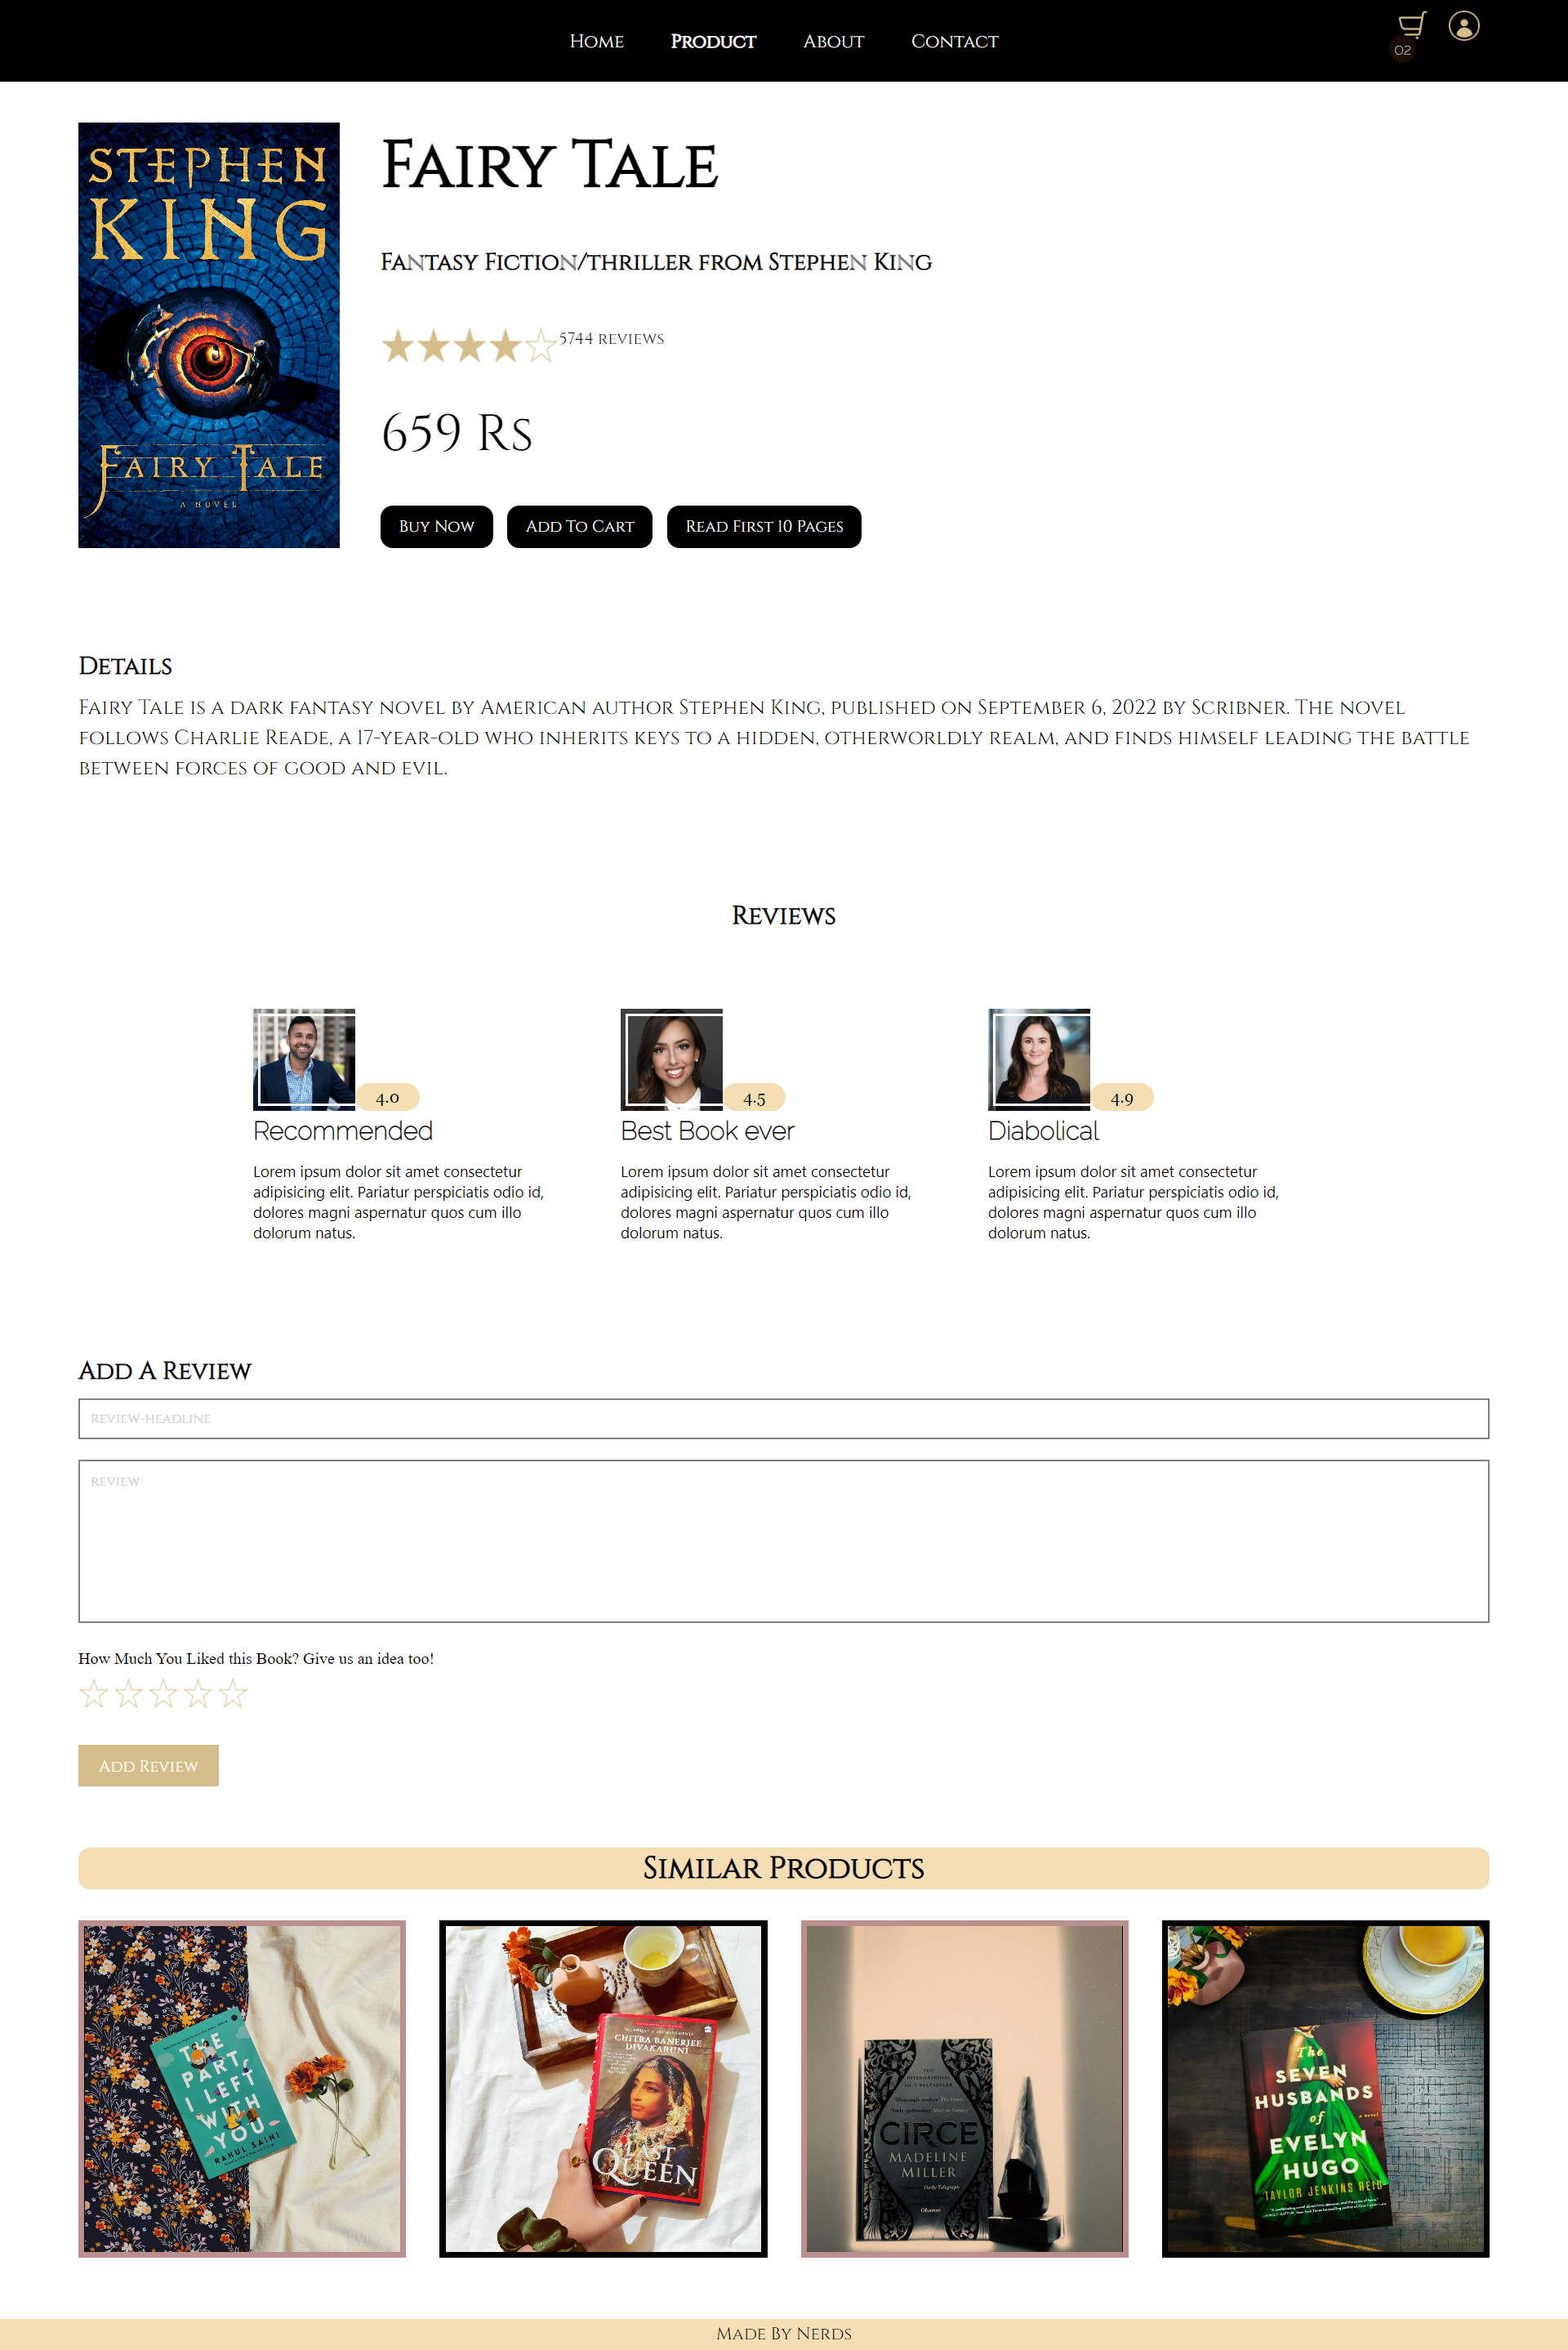 Home Product About Contact
02
STEPHEN
KING
FAIRY TALE
A NOVEL
Fairy Tale
Fantasy Fiction/thriller from Stephen King
5744 reviews
659 Rs
Buy Now Add To Cart Read First 10 Pages
Details
Fairy Tale is a dark fantasy novel by American author Stephen King, published on September 6, 2022 by Scribner. The novel
follows Charlie Reade, a 17-year-old who inherits keys to a hidden, otherworldly realm, and finds himself leading the battle
between forces of good and evil.
Reviews
4.0
Recommended
Lorem ipsum dolor sit amet consectetur
adipisicing elit. Pariatur perspiciatis odio id,
dolores magni aspernatur quos cum illo
dolorum natus.
4.5
Best Book ever
Lorem ipsum dolor sit amet consectetur
adipisicing elit. Pariatur perspiciatis odio id,
dolores magni aspernatur quos cum illo
dolorum natus.
4.9
Diabolical
Lorem ipsum dolor sit amet consectetur
adipisicing elit. Pariatur perspiciatis odio id,
dolores magni aspernatur quos cum illo
dolorum natus.
Add A Review
review-headline
review
How Much You Liked this Book? Give us an idea too!
Add Review
Similar Products
THE
PART
I LEFT
WITH
YOU
RAHUL SAINI
CHITRA BANERJEE
DIVAKARUNI
THE LAST
QUEEN
THE
INTERNATIONAL
No. 1 BESTSELLER
CIRCE
MADELINE
MILLER
Daily Telegraph
The
SEVEN
HUSBANDS
of
a novel
EVELYN
HUGO
TAYLOR JENKINS REID
Made By Nerds